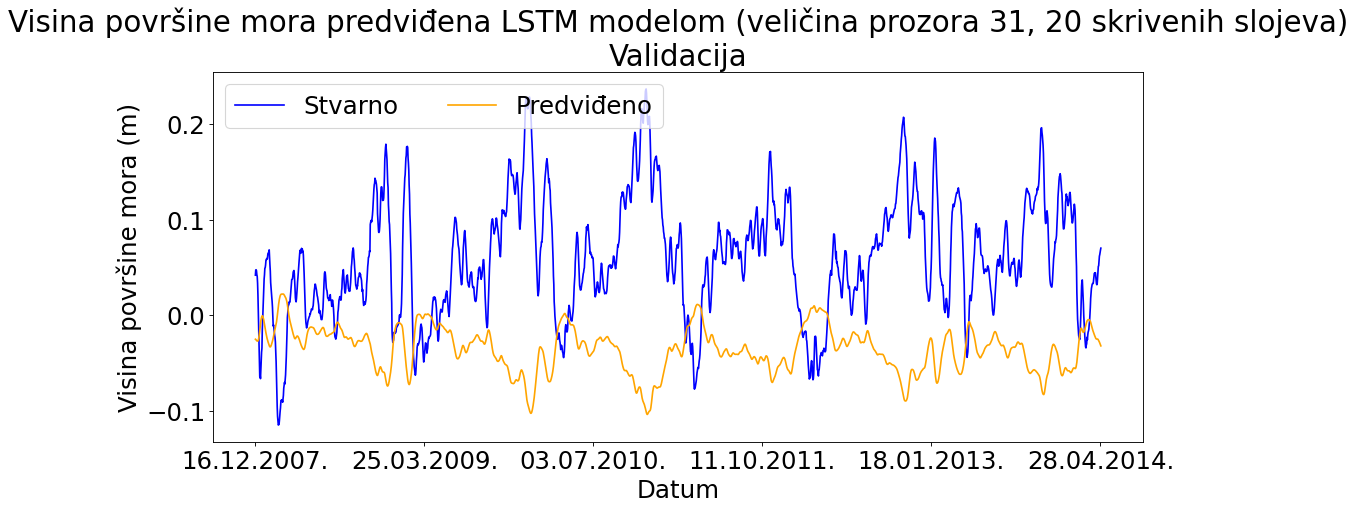 Visina površine mora predviđena LSTM modelom (veličina prozora 31, 20 skrivenih slojeva)
Validacija
Stvarno Predviđeno
Visina površine mora (m)
0.2
0.1
0.0
−0.1
16.12.2007. 25.03.2009. 03.07.2010. 11.10.2011. 18.01.2013. 28.04.2014.
Datum